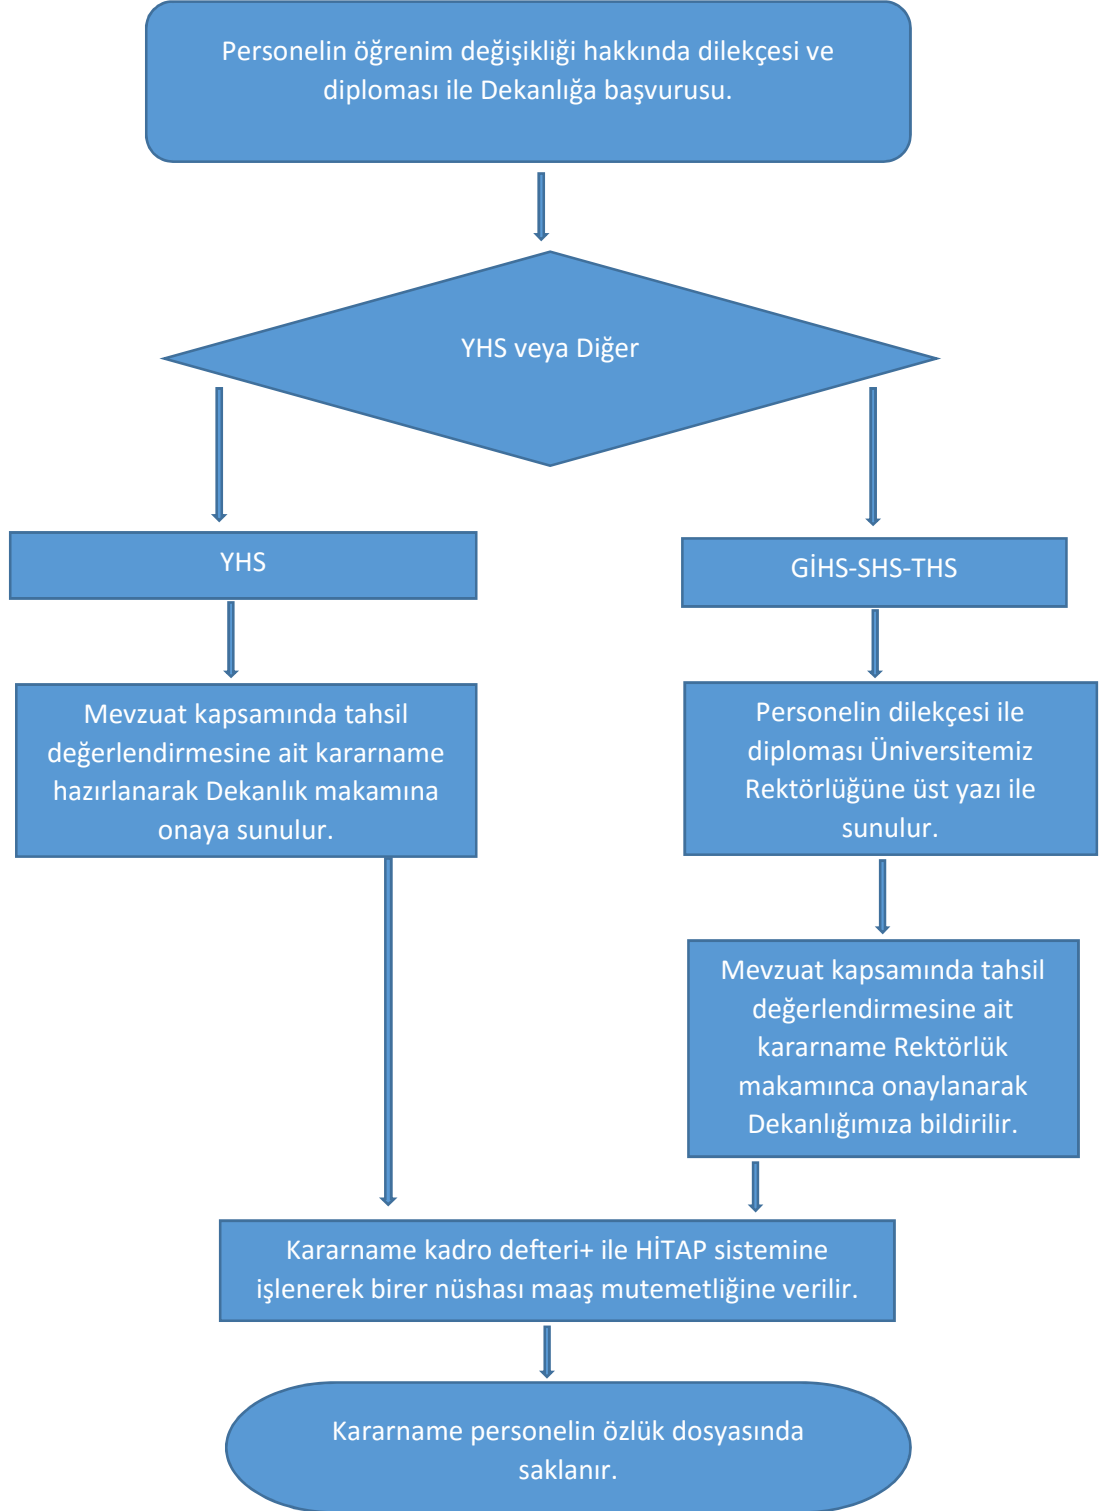 Personelin öğrenim değişikliği hakkında dilekçesi ve
diploması ile Dekanlığa başvurusu.
YHS veya Diğer
YHS
GİHS-SHS-THS
Mevzuat kapsamında tahsil
değerlendirmesine ait kararname
hazırlanarak Dekanlık makamına
onaya sunulur.
Personelin dilekçesi ile
diploması Üniversitemiz
Rektörlüğüne üst yazı ile
sunulur.
Mevzuat kapsamında tahsil
değerlendirmesine ait
kararname Rektörlük
makamınca onaylanarak
Dekanlığımıza bildirilir.
Kararname kadro defteri+ ile HİTAP sistemine
işlenerek birer nüshası maaş mutemetliğine verilir.
Kararname personelin özlük dosyasında
saklanır.